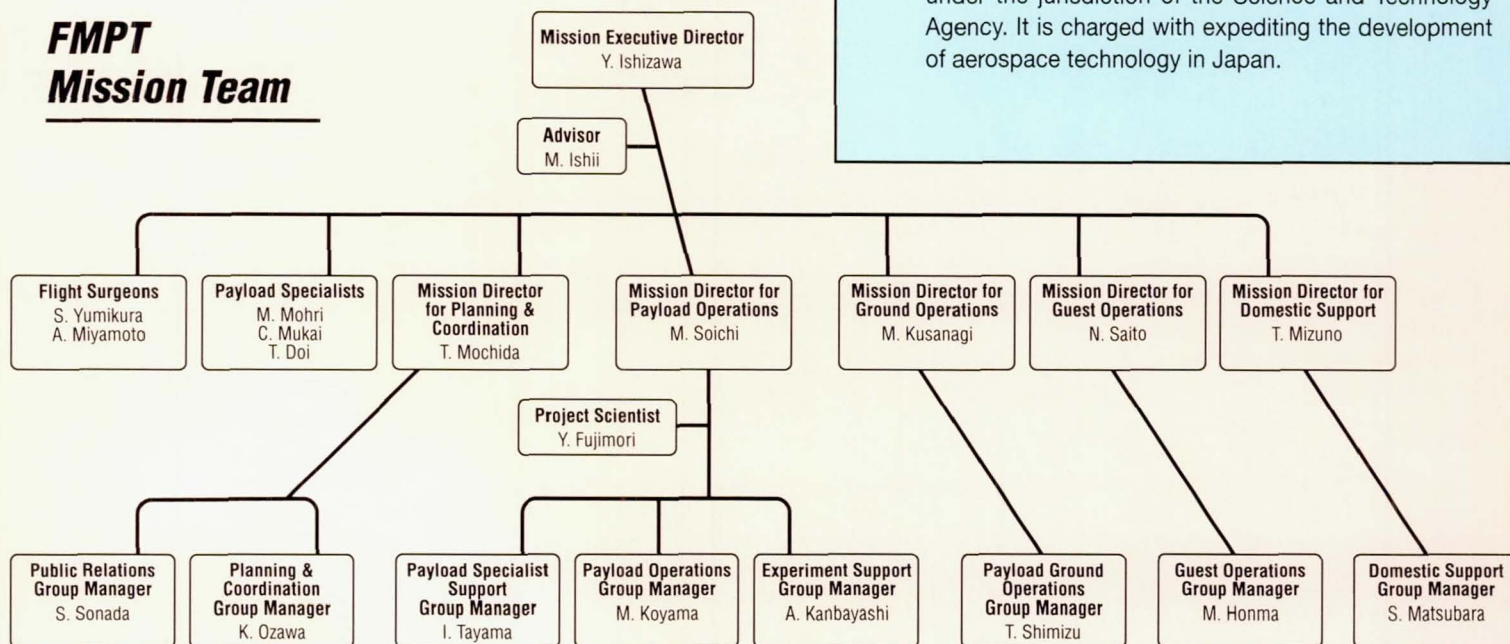 under the jurisdiction of the Science and Technology
Agency. It is charged with expediting the development
of aerospace technology in Japan.
FMPT
Mission Team
Mission Executive Director
Y. Ishizawa
Advisor
M. Ishii
Flight Surgeons
S. Yumikura
A. Miyamoto
Payload Specialists
M. Mohri
C. Mukai
T. Doi
Mission Director
for Planning &
Coordination
T. Mochida
Mission Director for
Payload Operations
M. Soichi
Mission Director for
Ground Operations
M. Kusanagi
Mission Director for
Guest Operations
N. Saito
Mission Director for
Domestic Support
T. Mizuno
Project Scientist
Y. Fujimori
Public Relations
Group Manager
S. Sonada
Planning &
Coordination
Group Manager
K. Ozawa
Payload Specialist
Support
Group Manager
I. Tayama
Payload Operations
Group Manager
M. Koyama
Experiment Support
Group Manager
A. Kanbayashi
Payload Ground
Operations
Group Manager
T. Shimizu
Guest Operations
Group Manager
M. Honma
Domestic Support
Group Manager
S. Matsubara